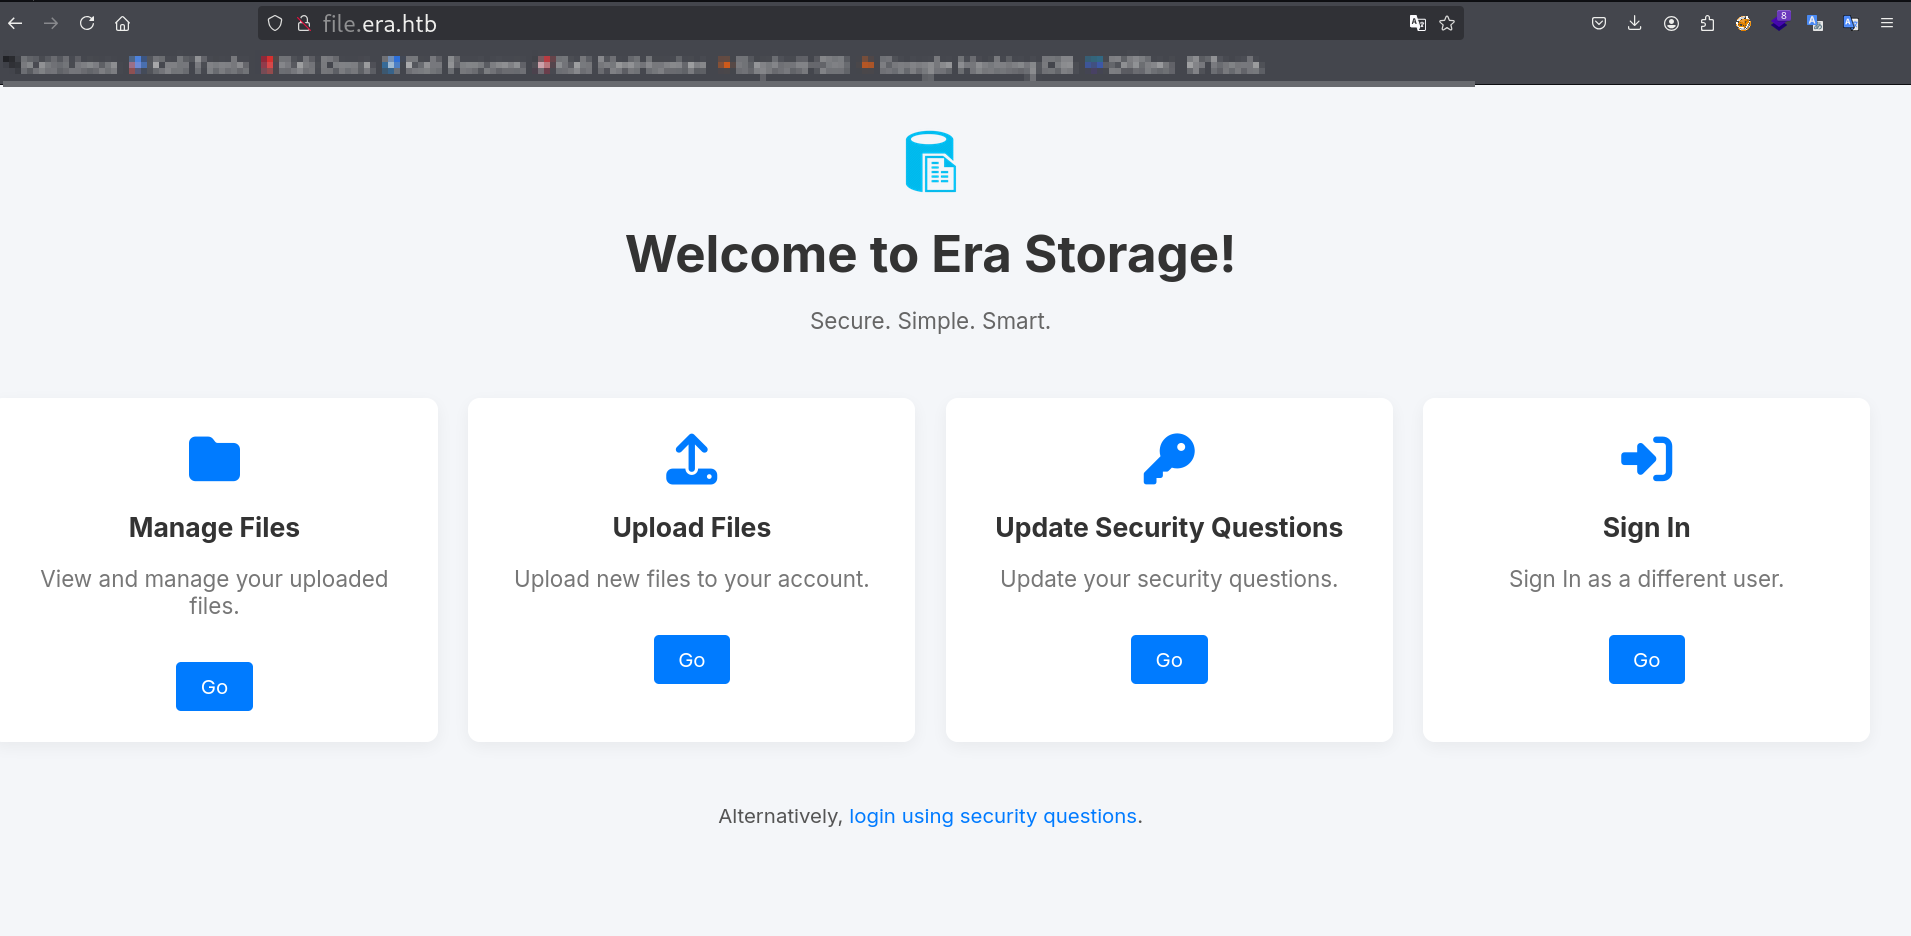 file.era.htb
8
Welcome to Era Storage!
Secure. Simple. Smart.
Manage Files
View and manage your uploaded
files.
Go
Upload Files
Upload new files to your account.
Go
Update Security Questions
Update your security questions.
Go
Sign In
Sign In as a different user.
Go
Alternatively, login using security questions.